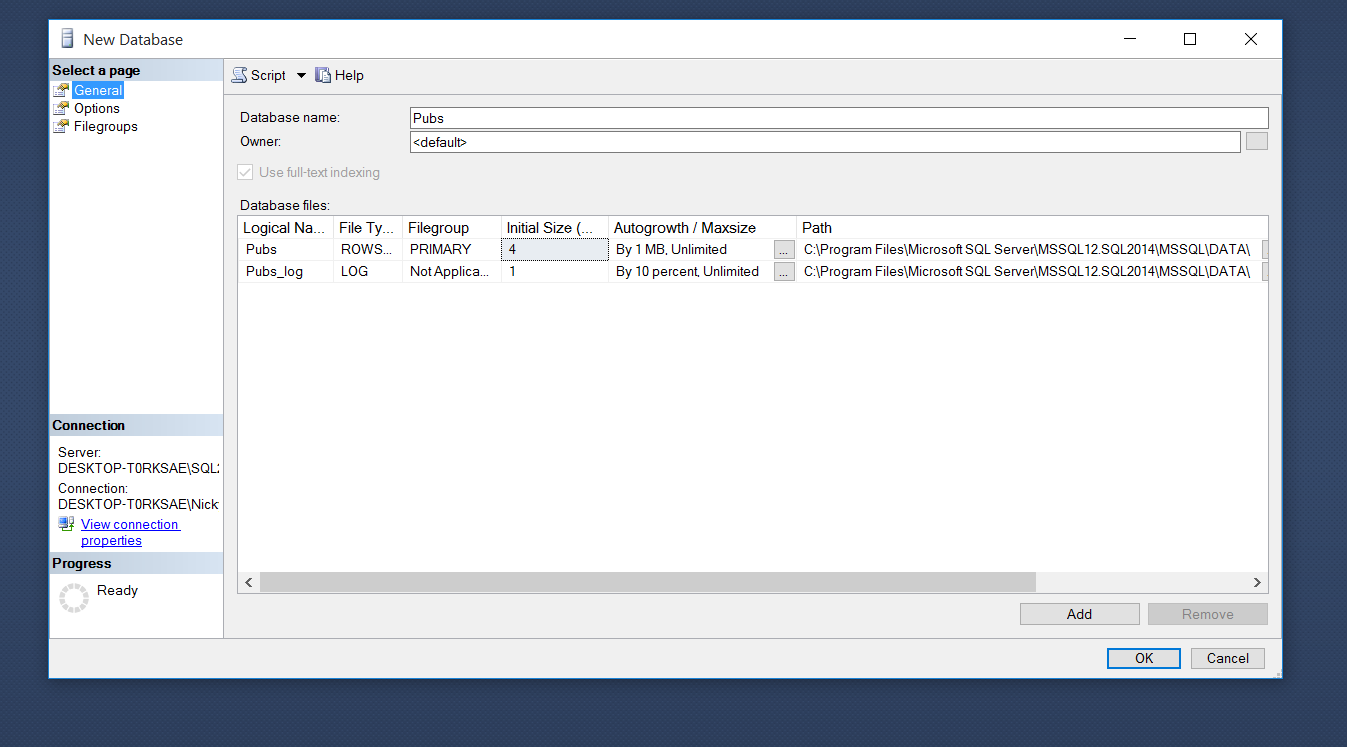 New Database
Select a page
General
Options
Filegroups
Script Help
Database name: Pubs
Owner: <default>
Use full-text indexing
Database files:
Logical Na... File Ty... Filegroup Initial Size (... Autogrowth / Maxsize Path
Pubs ROWS... PRIMARY 4 By 1 MB, Unlimited ... C:\Program Files\Microsoft SQL Server\MSSQL12.SQL2014\MSSQL\DATA\
Pubs_log LOG Not Applica... 1 By 10 percent, Unlimited ... C:\Program Files\Microsoft SQL Server\MSSQL12.SQL2014\MSSQL\DATA\
Connection
Server:
DESKTOP-T0RKSAE\SQL2
Connection:
DESKTOP-T0RKSAE\Nick
View connection
properties
Progress
Ready
Add Remove
OK Cancel